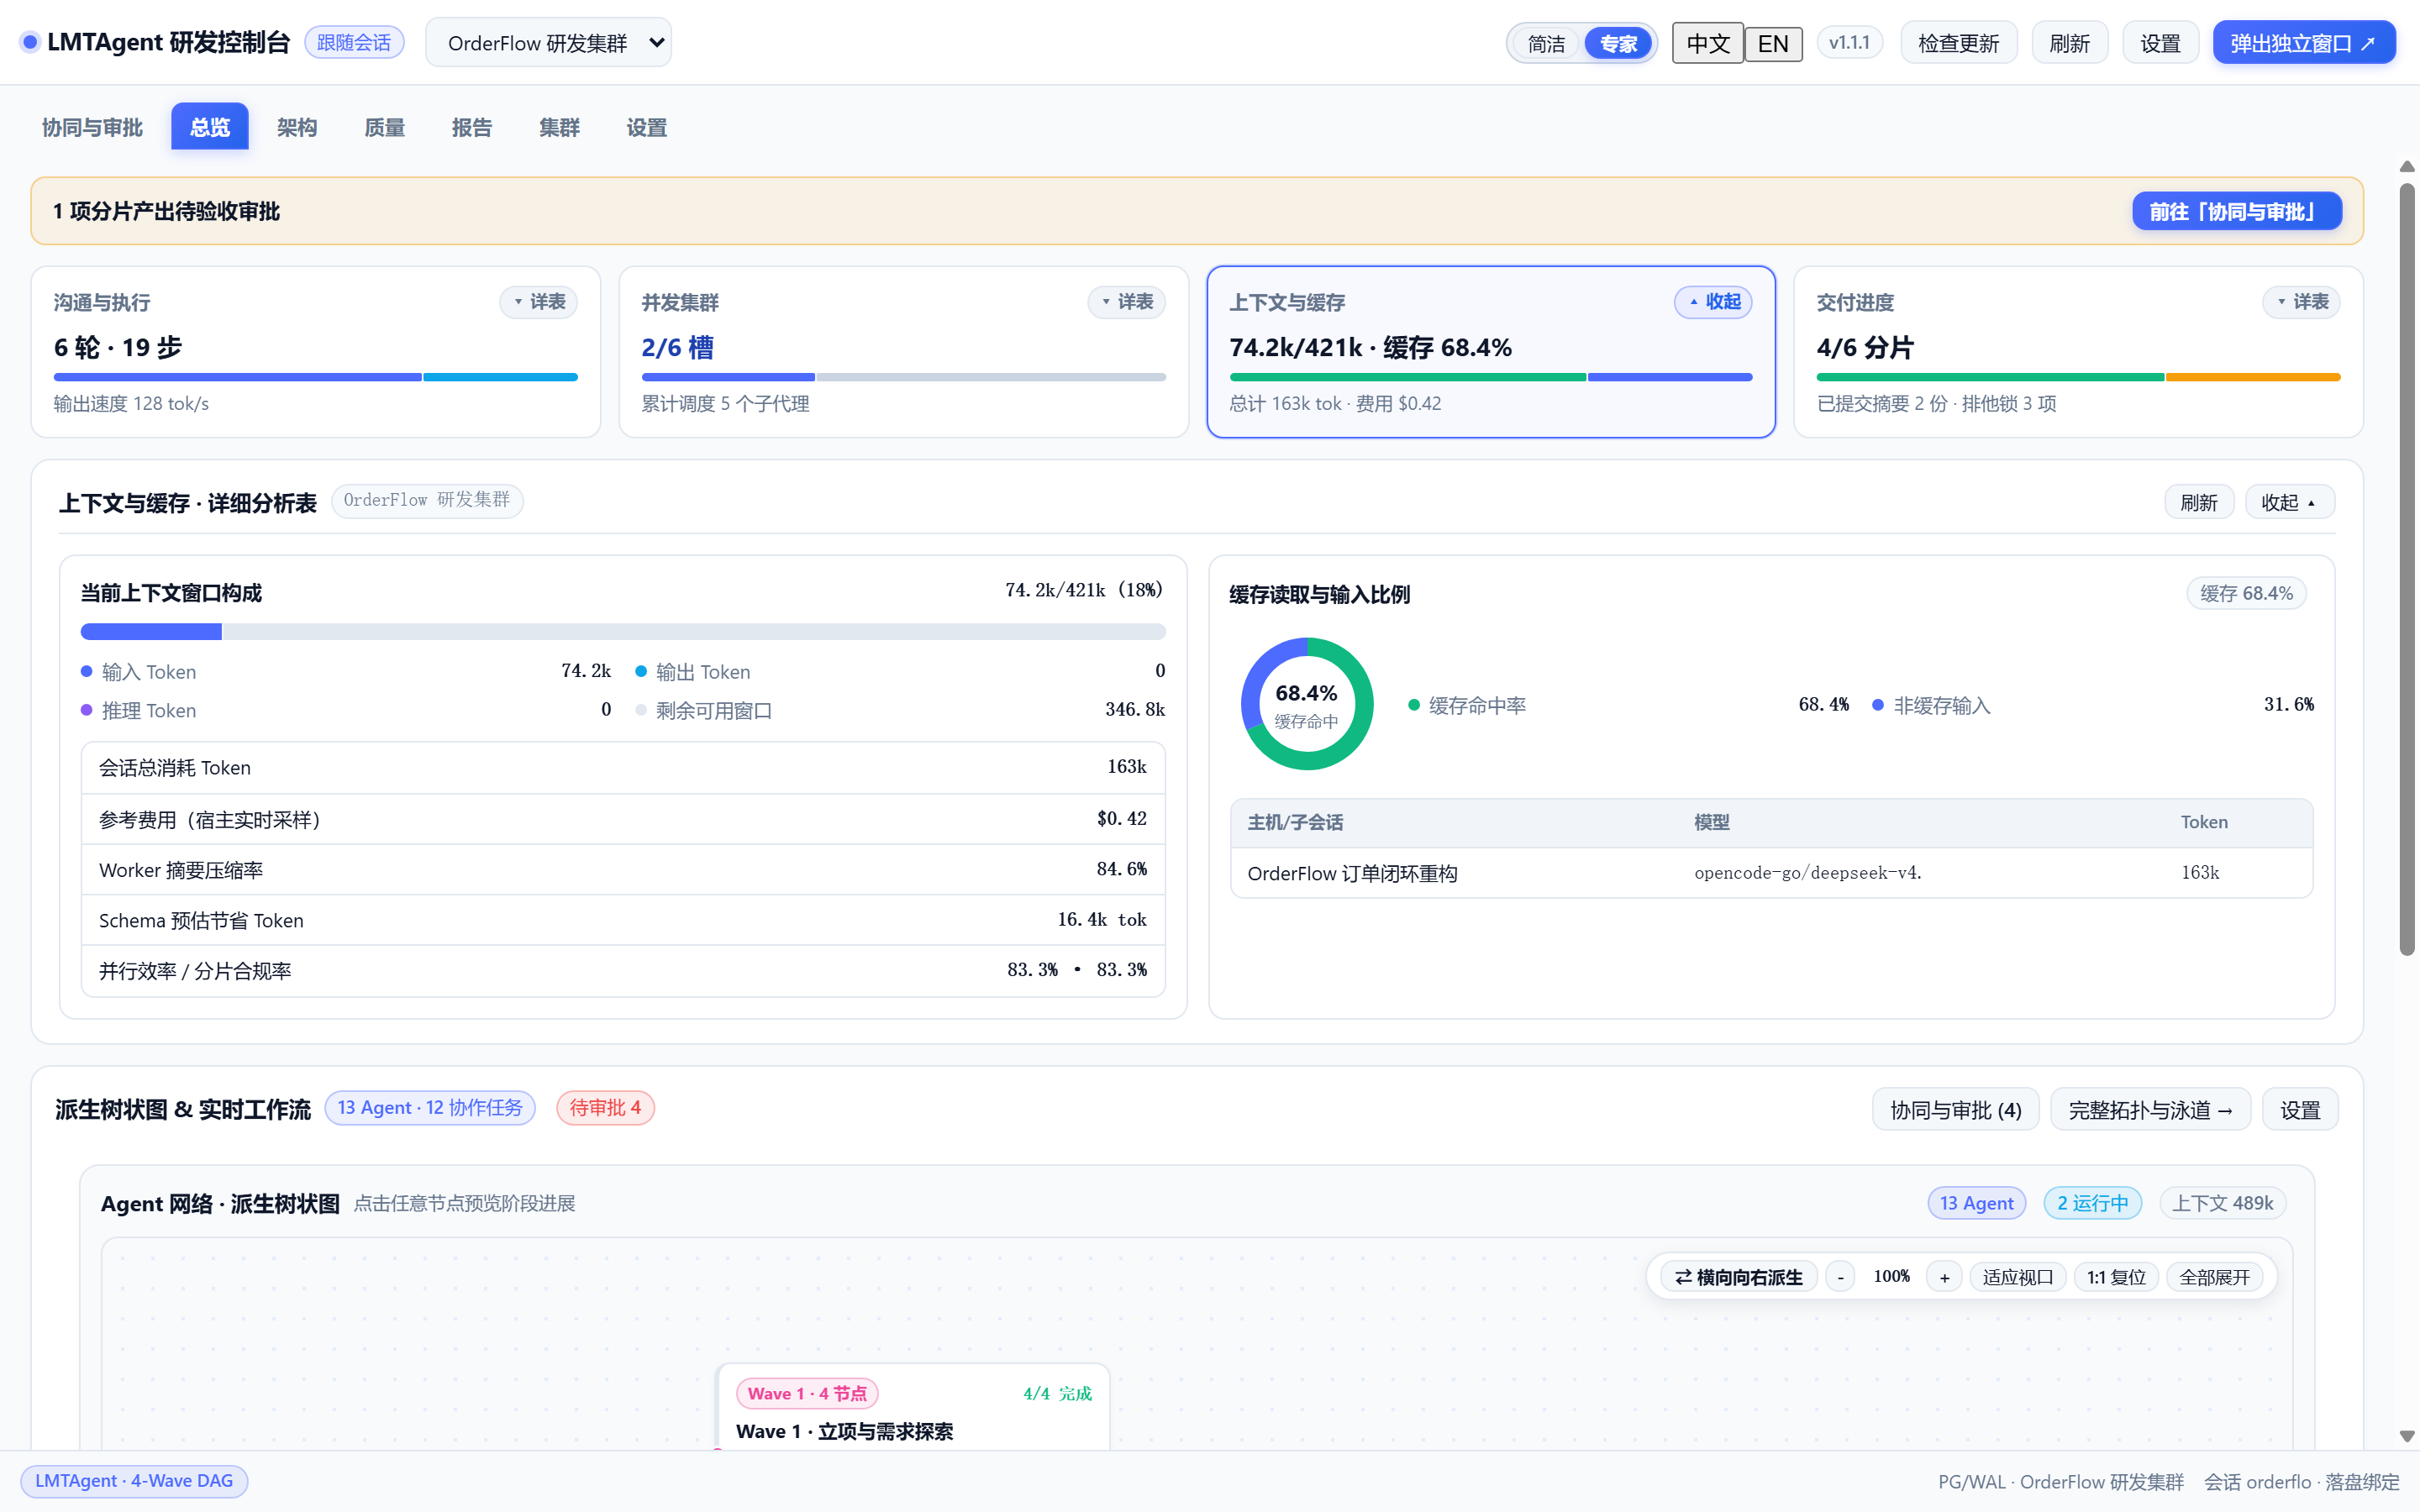 LMTAgent 研发控制台 跟随会话 OrderFlow 研发集群 简洁 专家 中文 EN v1.1.1 检查更新 刷新 设置 弹出独立窗口 ↗
协同与审批 总览 架构 质量 报告 集群 设置
1 项分片产出待验收审批 前往「协同与审批」
沟通与执行 ▾ 详表
6 轮 · 19 步
输出速度 128 tok/s
并发集群 ▾ 详表
2/6 槽
累计调度 5 个子代理
上下文与缓存 ▴ 收起
74.2k/421k · 缓存 68.4%
总计 163k tok · 费用 $0.42
交付进度 ▾ 详表
4/6 分片
已提交摘要 2 份 · 排他锁 3 项
上下文与缓存 · 详细分析表 OrderFlow 研发集群 刷新 收起 ▴
当前上下文窗口构成 74.2k/421k (18%)
输入 Token 74.2k 输出 Token 0
推理 Token 0 剩余可用窗口 346.8k
会话总消耗 Token 163k
参考费用（宿主实时采样） $0.42
Worker 摘要压缩率 84.6%
Schema 预估节省 Token 16.4k tok
并行效率 / 分片合规率 83.3% • 83.3%
缓存读取与输入比例 缓存 68.4%
68.4%
缓存命中
缓存命中率 68.4% 非缓存输入 31.6%
主机/子会话 模型 Token
OrderFlow 订单闭环重构 opencode-go/deepseek-v4. 163k
派生树状图 & 实时工作流 13 Agent · 12 协作任务 待审批 4 协同与审批 (4) 完整拓扑与泳道 → 设置
Agent 网络 · 派生树状图 点击任意节点预览阶段进展 13 Agent 2 运行中 上下文 489k
⇄ 横向向右派生 - 100% + 适应视口 1:1 复位 全部展开
Wave 1 · 4 节点 4/4 完成
Wave 1 · 立项与需求探索
LMTAgent · 4-Wave DAG PG/WAL · OrderFlow 研发集群 会话 orderflo · 落盘绑定